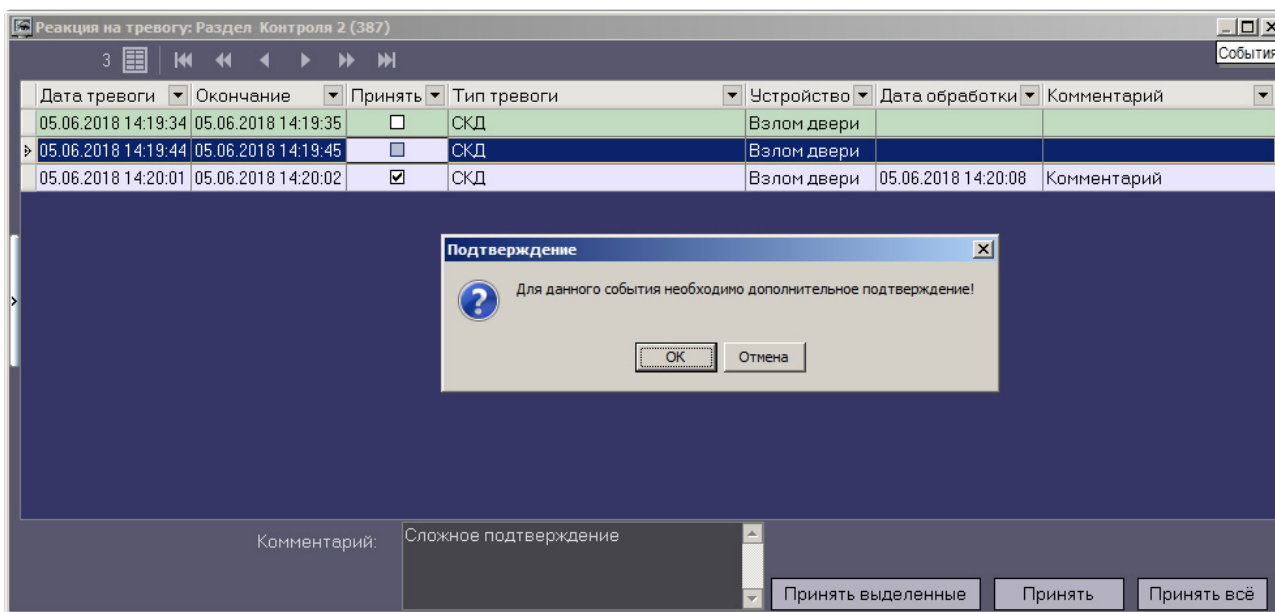 Реакция на тревогу: Раздел Контроля 2 (387)
3
События
Дата тревоги Окончание Принять Тип тревоги Устройство Дата обработки Комментарий
05.06.2018 14:19:34 05.06.2018 14:19:35 СКД Взлом двери
05.06.2018 14:19:44 05.06.2018 14:19:45 СКД Взлом двери
05.06.2018 14:20:01 05.06.2018 14:20:02 СКД Взлом двери 05.06.2018 14:20:08 Комментарий
Подтверждение
Для данного события необходимо дополнительное подтверждение!
OK Отмена
Комментарий: Сложное подтверждение
Принять выделенные Принять Принять всё